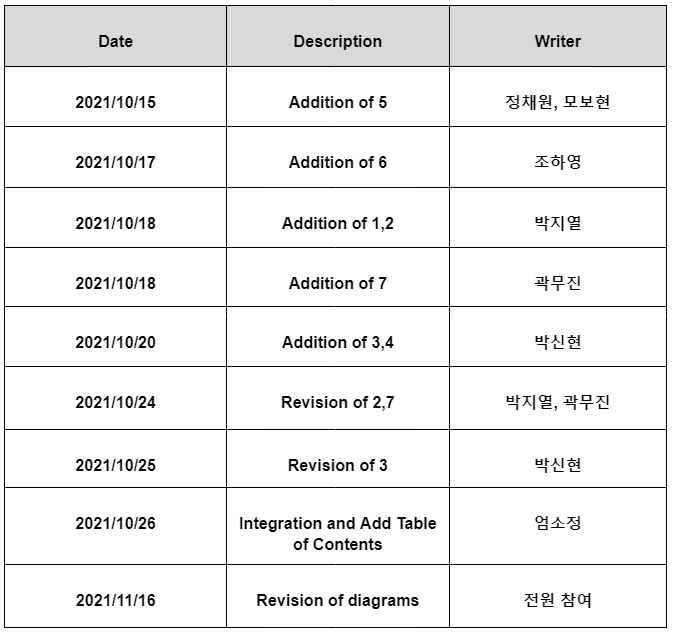 Date Description Writer
2021/10/15 Addition of 5 정채원, 모보현
2021/10/17 Addition of 6 조하영
2021/10/18 Addition of 1,2 박지열
2021/10/18 Addition of 7 곽무진
2021/10/20 Addition of 3,4 박신현
2021/10/24 Revision of 2,7 박지열, 곽무진
2021/10/25 Revision of 3 박신현
2021/10/26 Integration and Add Table 엄소정
of Contents
2021/11/16 Revision of diagrams 전원 참여